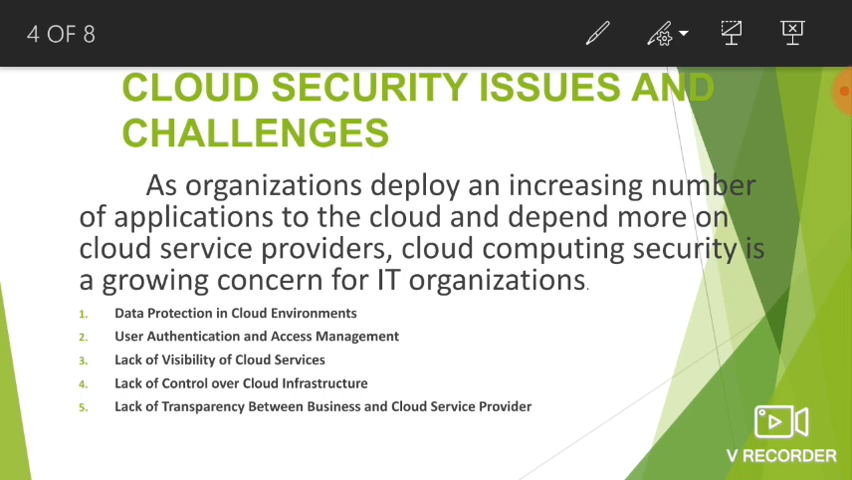 4 OF 8
CLOUD SECURITY ISSUES AND
CHALLENGES
As organizations deploy an increasing number
of applications to the cloud and depend more on
cloud service providers, cloud computing security is
a growing concern for IT organizations.
1. Data Protection in Cloud Environments
2. User Authentication and Access Management
3. Lack of Visibility of Cloud Services
4. Lack of Control over Cloud Infrastructure
5. Lack of Transparency Between Business and Cloud Service Provider
V RECORDER